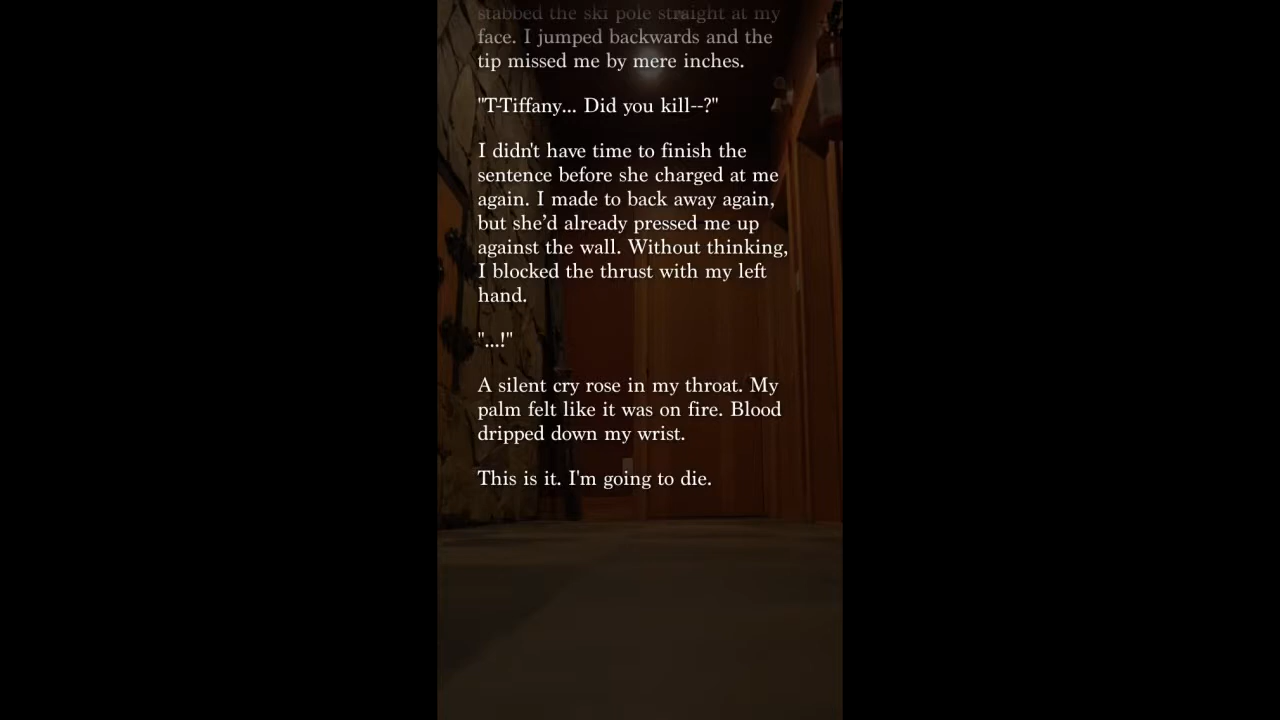 stabbed the ski pole straight at my
face. I jumped backwards and the
tip missed me by mere inches.
"T-Tiffany... Did you kill--?"
I didn't have time to finish the
sentence before she charged at me
again. I made to back away again,
but she’d already pressed me up
against the wall. Without thinking,
I blocked the thrust with my left
hand.
"...!"
A silent cry rose in my throat. My
palm felt like it was on fire. Blood
dripped down my wrist.
This is it. I'm going to die.